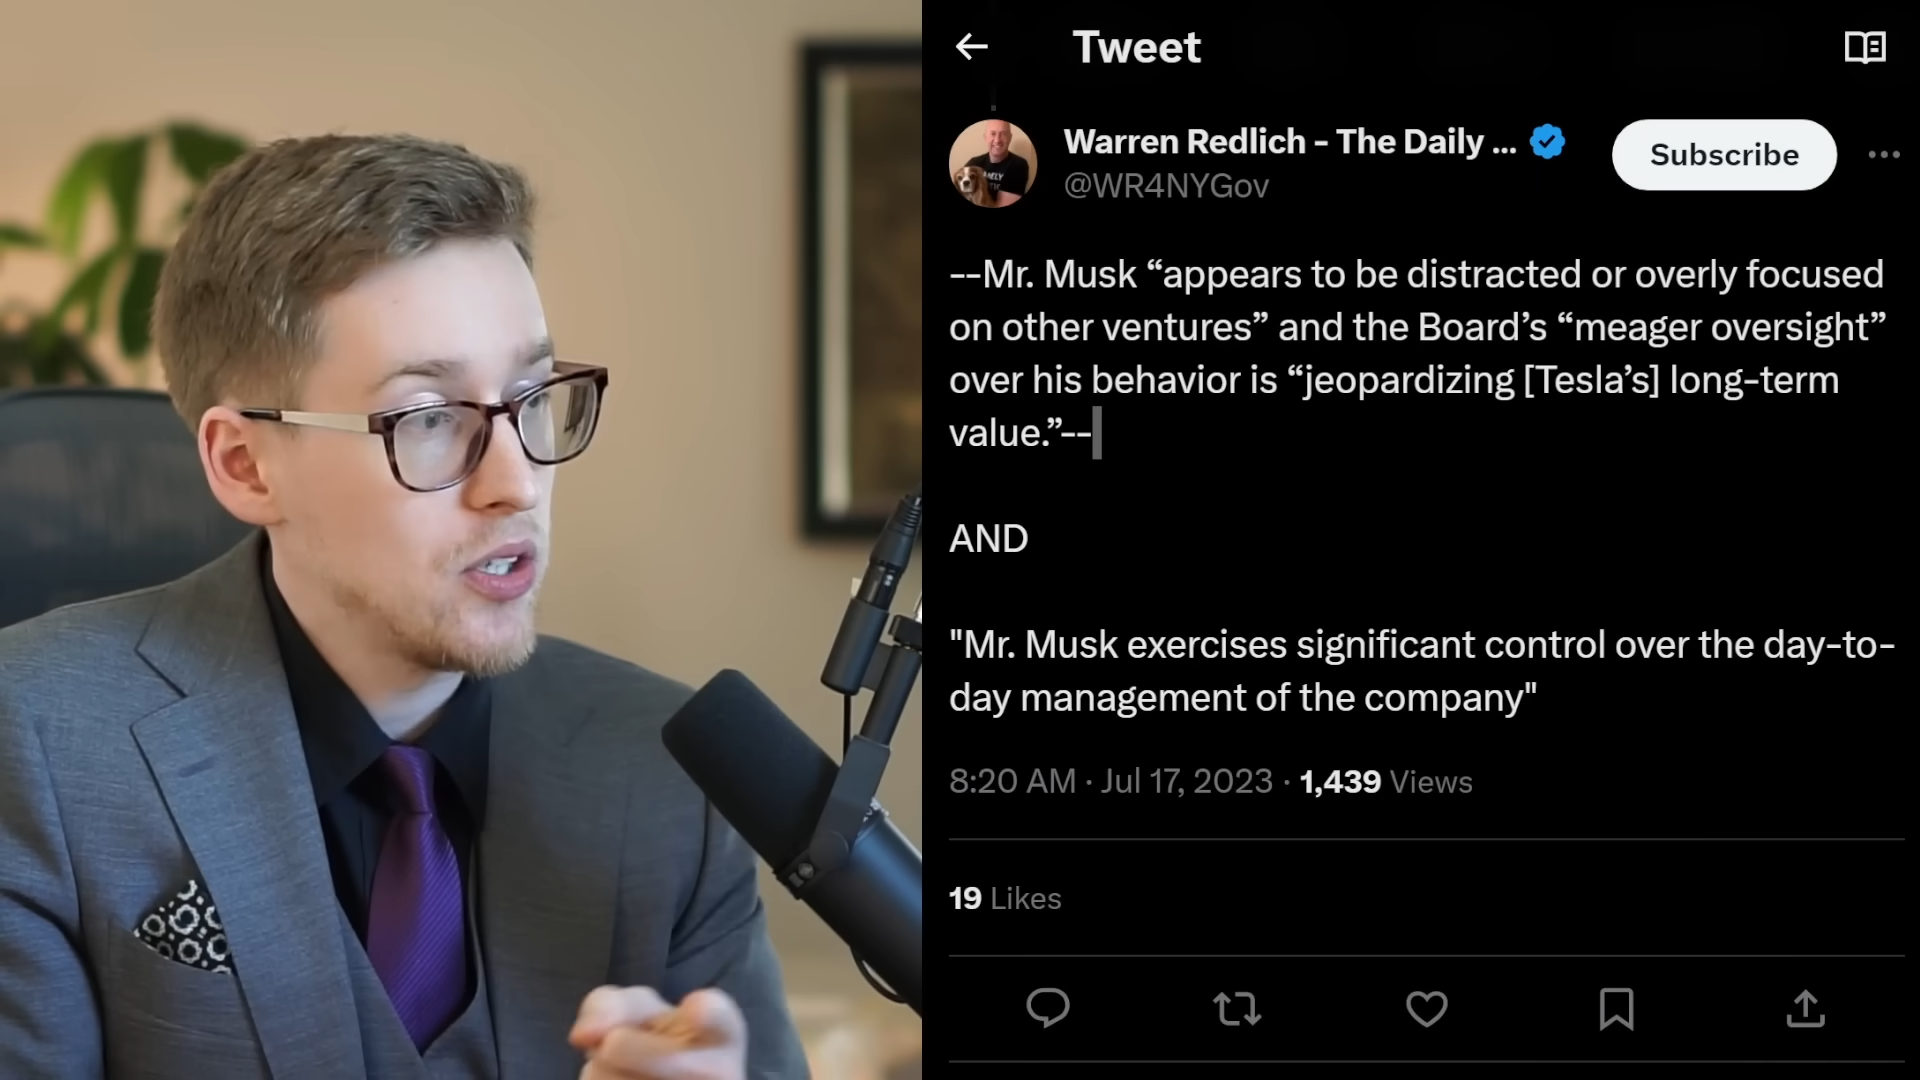 Tweet
Warren Redlich - The Daily ...
@WR4NYGov
Subscribe
--Mr. Musk “appears to be distracted or overly focused
on other ventures” and the Board’s “meager oversight”
over his behavior is “jeopardizing [Tesla’s] long-term
value.”--
AND
"Mr. Musk exercises significant control over the day-to-
day management of the company"
8:20 AM · Jul 17, 2023 · 1,439 Views
19 Likes